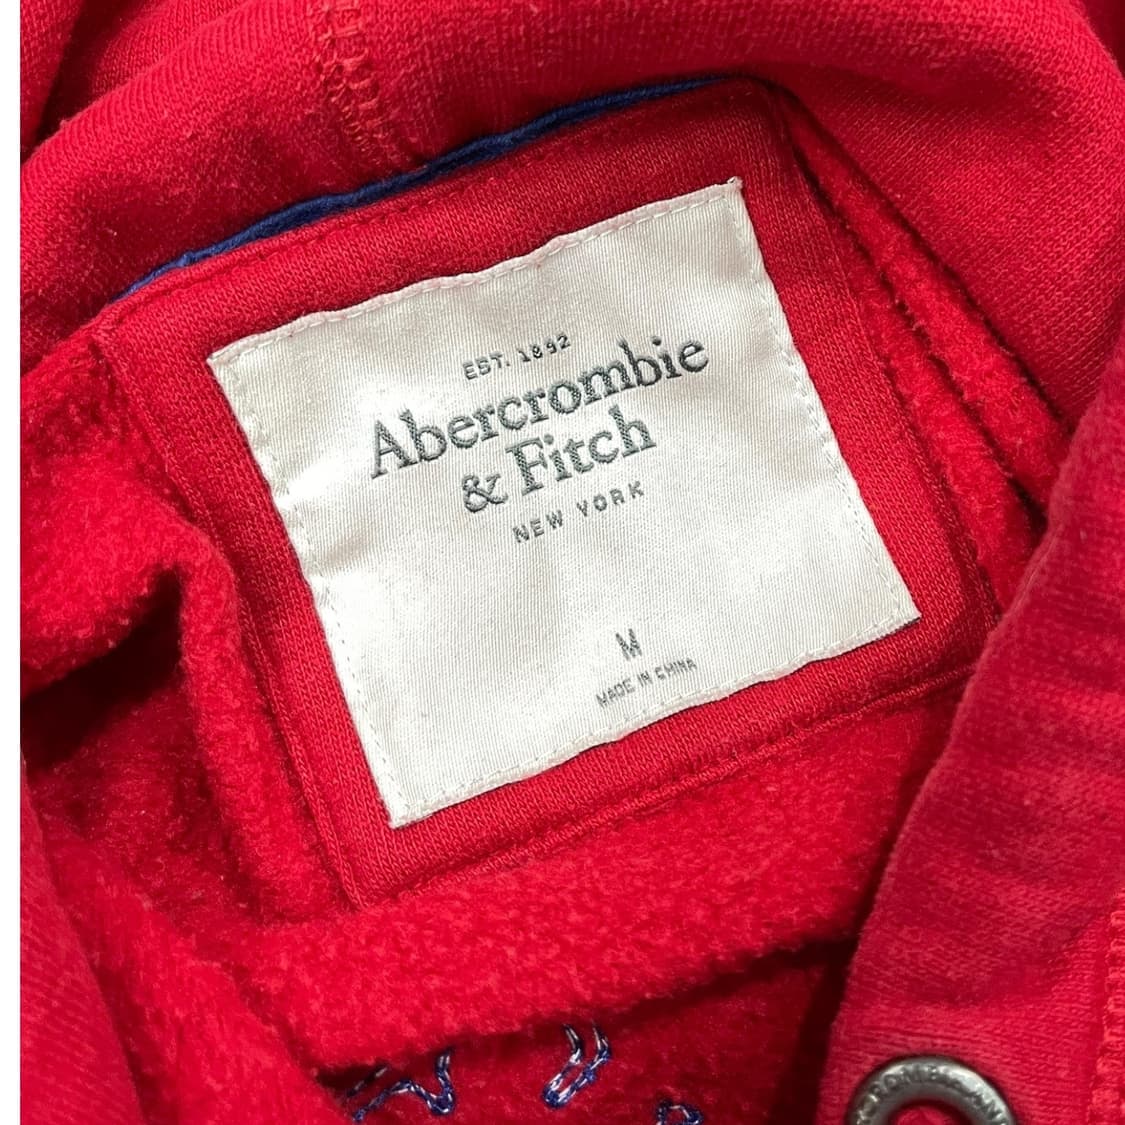 EST. 1892
Abercrombie
& Fitch
NEW YORK
M
MADE IN CHINA